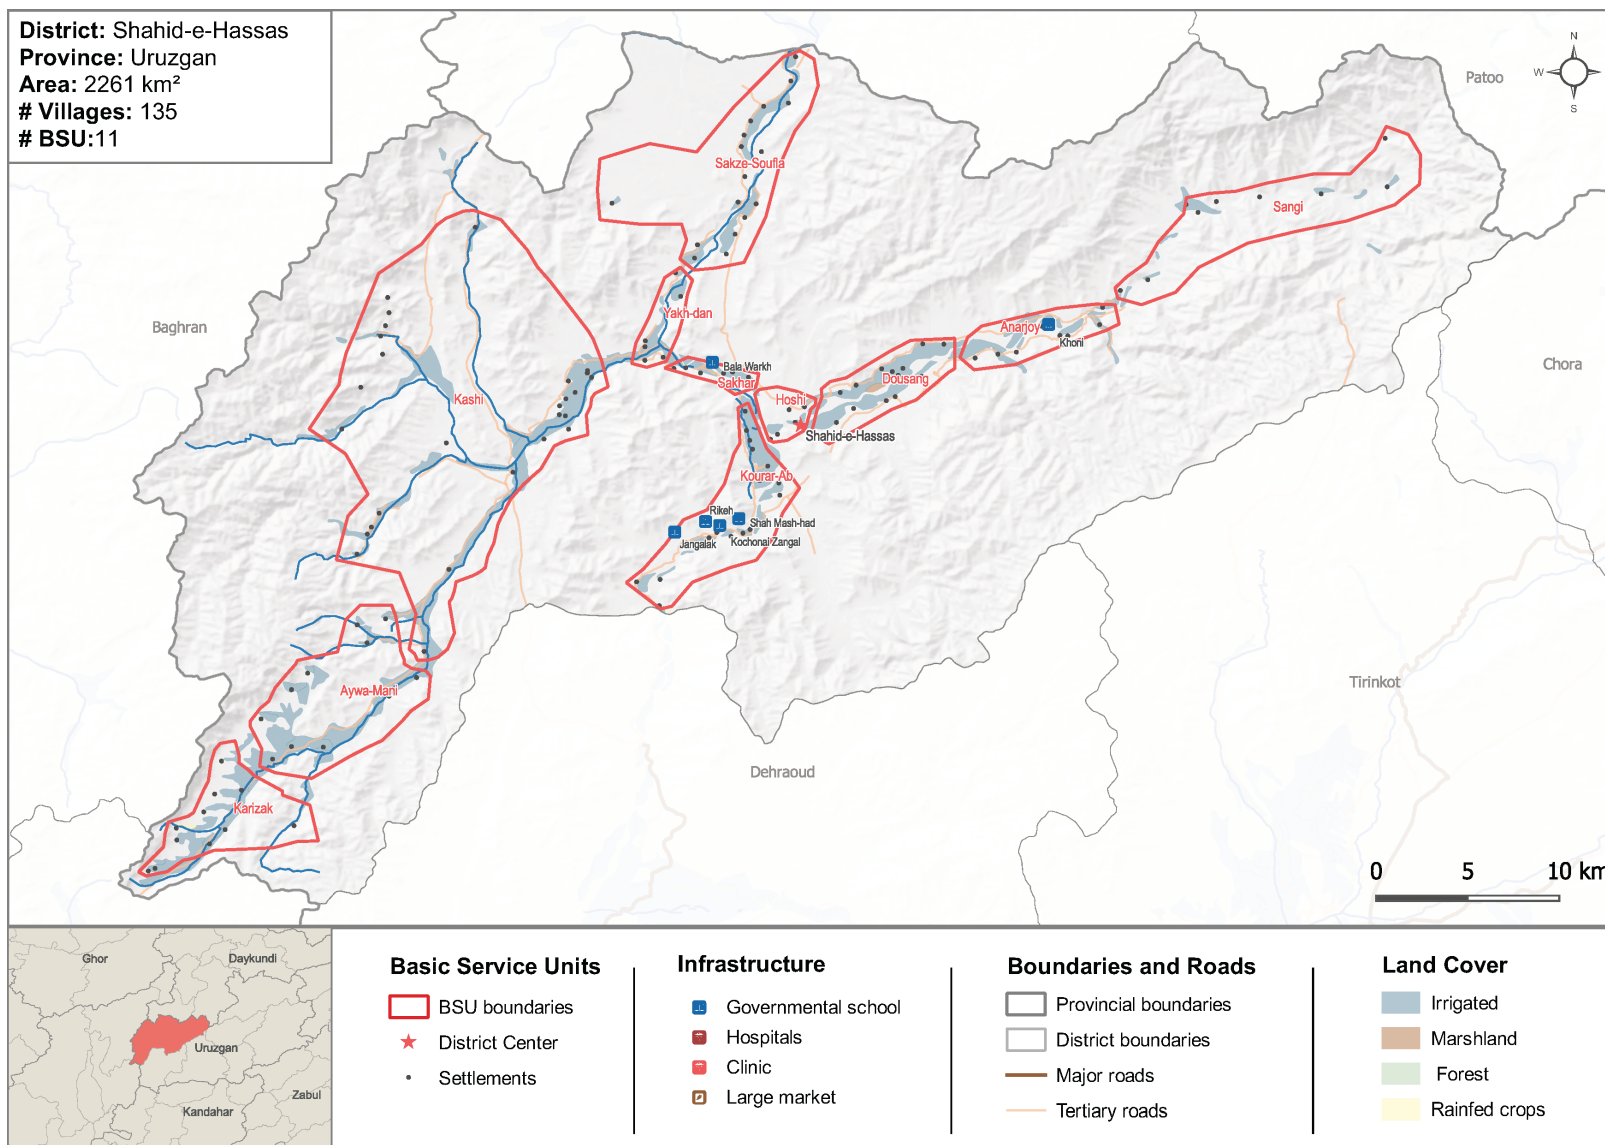 District: Shahid-e-Hassas
Province: Uruzgan
Area: 2261 km²
# Villages: 135
# BSU:11
N
W
S
Patoo
Sakze-Soufla
Sangi
Yakh-dan
Baghran
Anarjoy
Khoni
Chora
Bala Warkh
Sakhar
Dousang
Kashi
Hoshi
Shahid-e-Hassas
Kourar-Ab
Rikeh
Shah Mash-had
Jangalak
Kochonai Zangal
Aywa-Mani
Tirinkot
Dehraoud
Karizak
0 5 10 km
Ghor
Daykundi
Uruzgan
Zabul
Kandahar
Basic Service Units
BSU boundaries
District Center
Settlements
Infrastructure
Governmental school
Hospitals
Clinic
Large market
Boundaries and Roads
Provincial boundaries
District boundaries
Major roads
Tertiary roads
Land Cover
Irrigated
Marshland
Forest
Rainfed crops